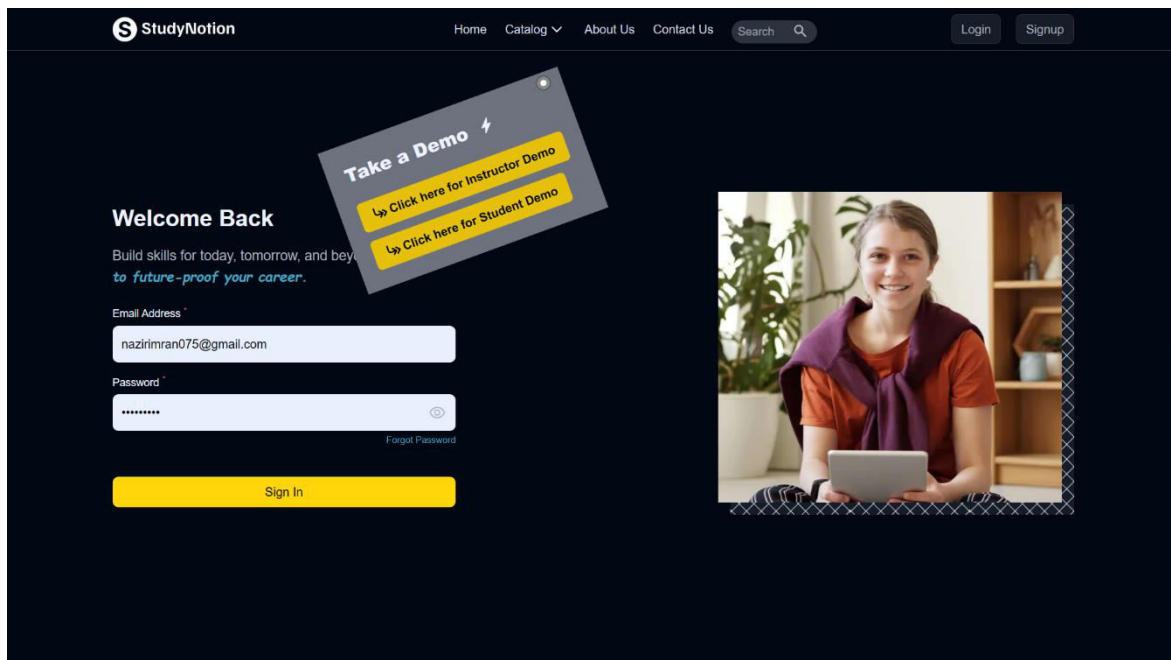 StudyNotion
Home Catalog About Us Contact Us Search
Login Signup
Take a Demo
Click here for Instructor Demo
Click here for Student Demo
Welcome Back
Build skills for today, tomorrow, and
to future-proof your career.
Email Address *
nazirimran075@gmail.com
Password *
•••••••••
Forgot Password
Sign In